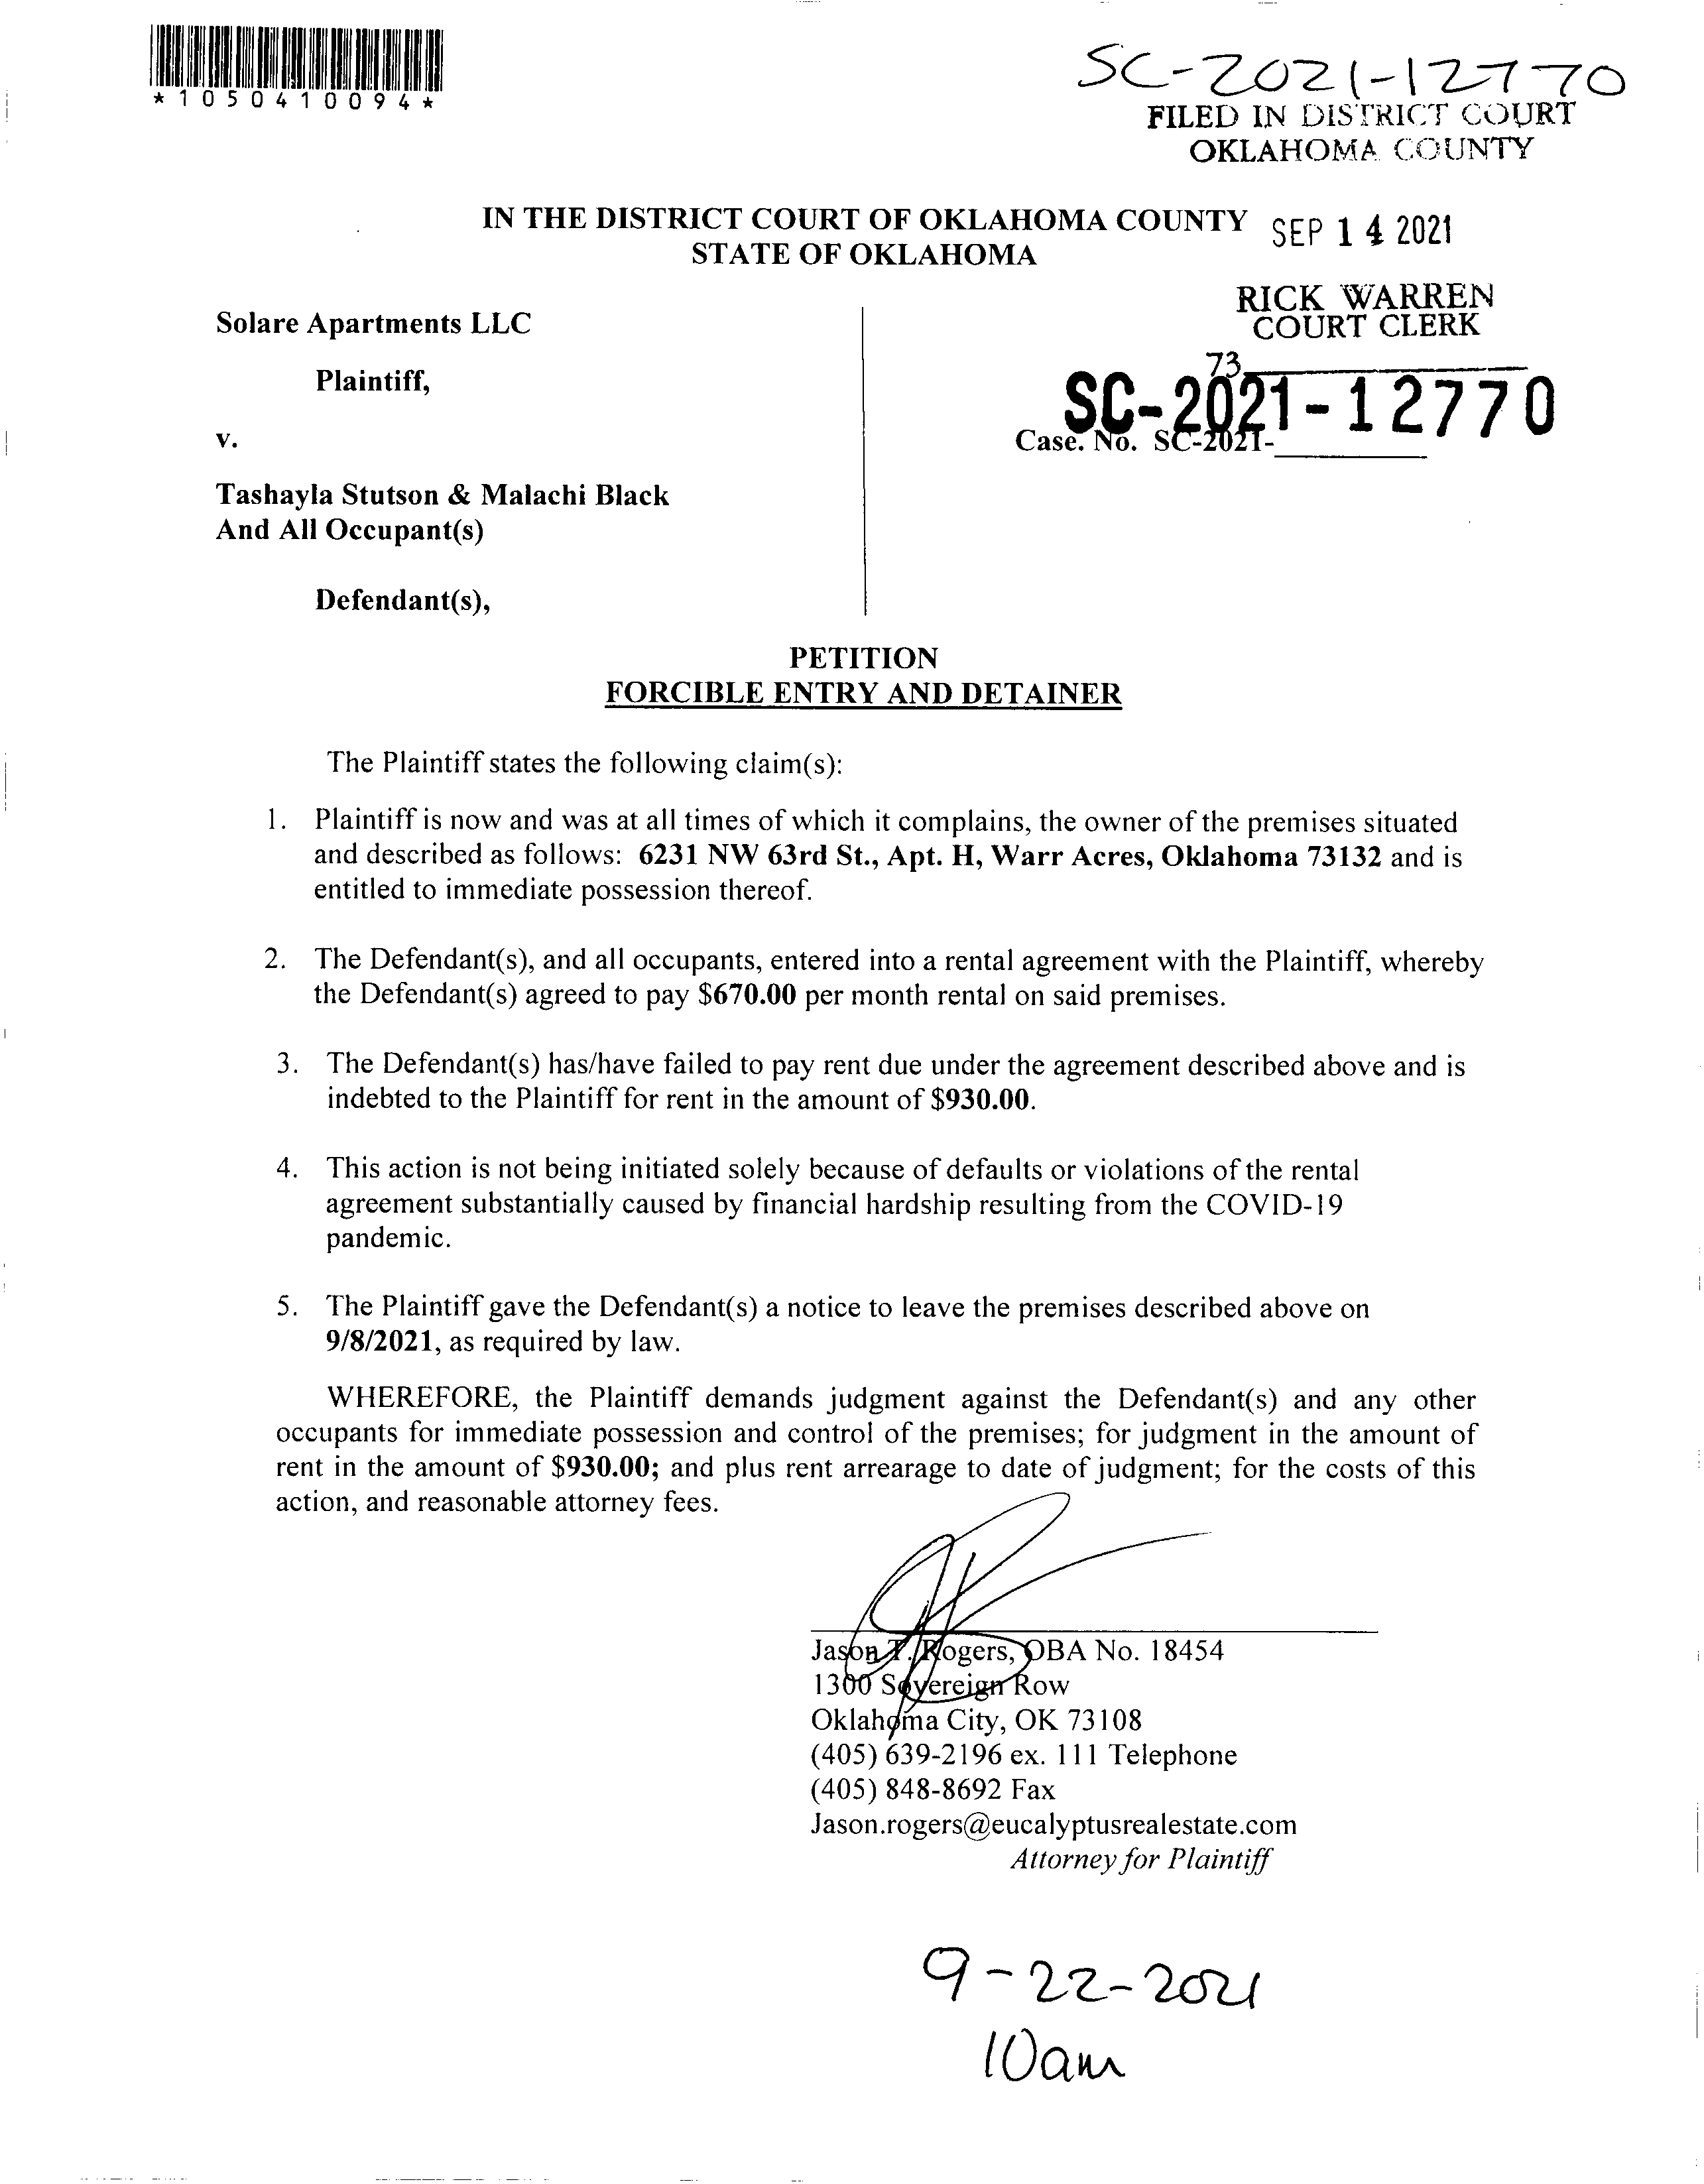 *1050410094*
SC-2021-12770
FILED IN DISTRICT COURT
OKLAHOMA COUNTY
IN THE DISTRICT COURT OF OKLAHOMA COUNTY
STATE OF OKLAHOMA
SEP 14 2021
RICK WARREN
COURT CLERK
73
Solare Apartments LLC
Plaintiff,
SC-2021-12770
v.
Case. No. SC-2021-
Tashayla Stutson & Malachi Black
And All Occupant(s)
Defendant(s),
PETITION
FORCIBLE ENTRY AND DETAINER
The Plaintiff states the following claim(s):
1. Plaintiff is now and was at all times of which it complains, the owner of the premises situated
and described as follows: 6231 NW 63rd St., Apt. H, Warr Acres, Oklahoma 73132 and is
entitled to immediate possession thereof.
2. The Defendant(s), and all occupants, entered into a rental agreement with the Plaintiff, whereby
the Defendant(s) agreed to pay $670.00 per month rental on said premises.
3. The Defendant(s) has/have failed to pay rent due under the agreement described above and is
indebted to the Plaintiff for rent in the amount of $930.00.
4. This action is not being initiated solely because of defaults or violations of the rental
agreement substantially caused by financial hardship resulting from the COVID-19
pandemic.
5. The Plaintiff gave the Defendant(s) a notice to leave the premises described above on
9/8/2021, as required by law.
WHEREFORE, the Plaintiff demands judgment against the Defendant(s) and any other
occupants for immediate possession and control of the premises; for judgment in the amount of
rent in the amount of $930.00; and plus rent arrearage to date of judgment; for the costs of this
action, and reasonable attorney fees.
Jason T. Rogers, OBA No. 18454
1300 Sovereign Row
Oklahoma City, OK 73108
(405) 639-2196 ex. 111 Telephone
(405) 848-8692 Fax
Jason.rogers@eucalyptusrealestate.com
Attorney for Plaintiff
9-22-2021
10am